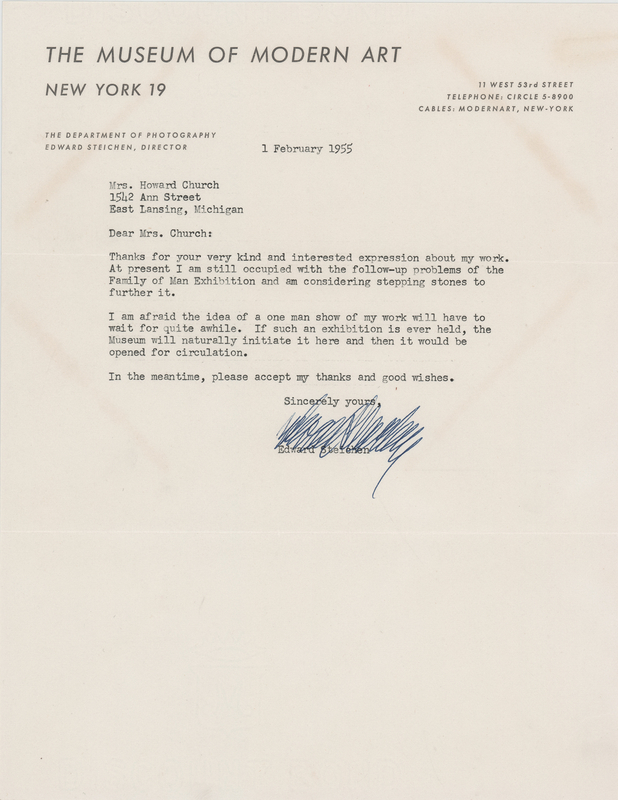 THE MUSEUM OF MODERN ART
NEW YORK 19
11 WEST 53rd STREET
TELEPHONE: CIRCLE 5-8900
CABLES: MODERNART, NEW-YORK
THE DEPARTMENT OF PHOTOGRAPHY
EDWARD STEICHEN, DIRECTOR
1 February 1955
Mrs. Howard Church
1542 Ann Street
East Lansing, Michigan
Dear Mrs. Church:
Thanks for your very kind and interested expression about my work.
At present I am still occupied with the follow-up problems of the
Family of Man Exhibition and am considering stepping stones to
further it.
I am afraid the idea of a one man show of my work will have to
wait for quite awhile. If such an exhibition is ever held, the
Museum will naturally initiate it here and then it would be
opened for circulation.
In the meantime, please accept my thanks and good wishes.
Sincerely yours,
Edward Steichen